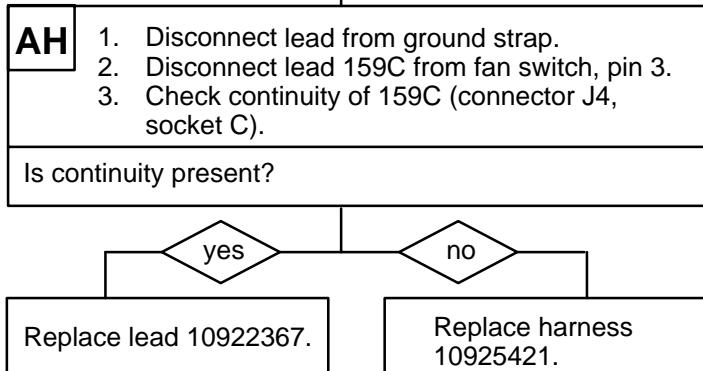 AH
1. Disconnect lead from ground strap.
2. Disconnect lead 159C from fan switch, pin 3.
3. Check continuity of 159C (connector J4,
socket C).
Is continuity present?
yes
no
Replace lead 10922367.
Replace harness
10925421.